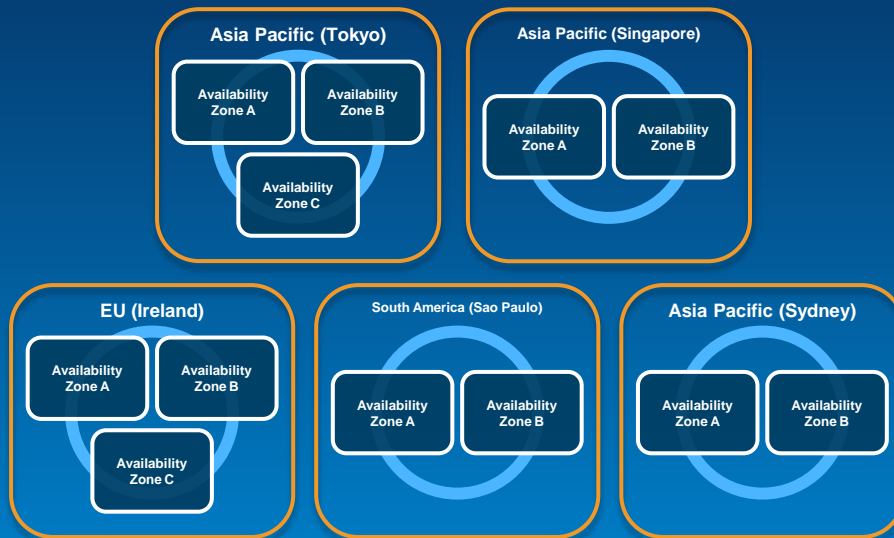 Asia Pacific (Tokyo)
Availability
Zone A
Availability
Zone B
Availability
Zone C
Asia Pacific (Singapore)
Availability
Zone A
Availability
Zone B
EU (Ireland)
Availability
Zone A
Availability
Zone B
Availability
Zone C
South America (Sao Paulo)
Availability
Zone A
Availability
Zone B
Asia Pacific (Sydney)
Availability
Zone A
Availability
Zone B